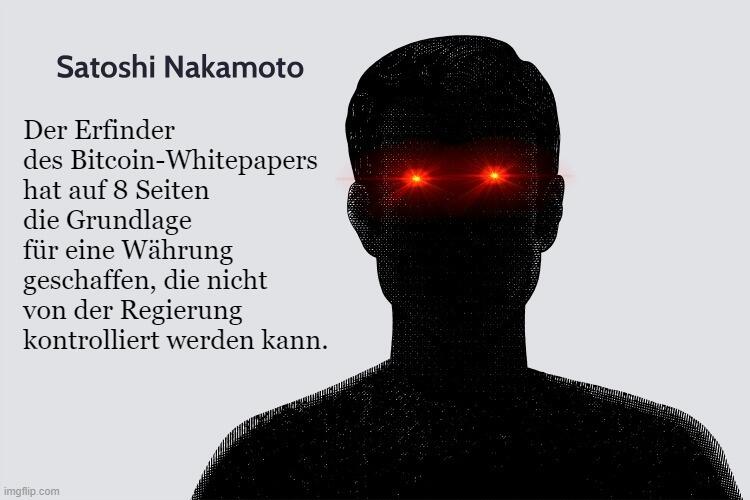 Satoshi Nakamoto
Der Erfinder
des Bitcoin-Whitepapers
hat auf 8 Seiten
die Grundlage
für eine Währung
geschaffen, die nicht
von der Regierung
kontrolliert werden kann.
imgflip.com